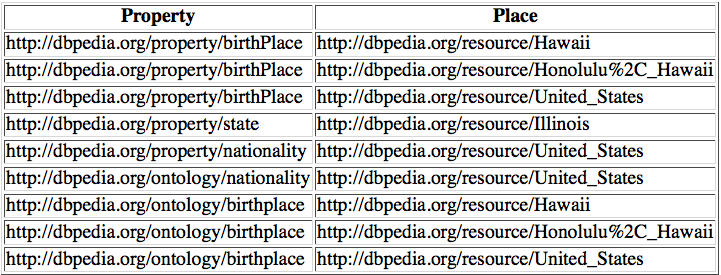 Property Place
http://dbpedia.org/property/birthPlace http://dbpedia.org/resource/Hawaii
http://dbpedia.org/property/birthPlace http://dbpedia.org/resource/Honolulu%2C_Hawaii
http://dbpedia.org/property/birthPlace http://dbpedia.org/resource/United_States
http://dbpedia.org/property/state http://dbpedia.org/resource/Illinois
http://dbpedia.org/property/nationality http://dbpedia.org/resource/United_States
http://dbpedia.org/ontology/nationality http://dbpedia.org/resource/United_States
http://dbpedia.org/ontology/birthplace http://dbpedia.org/resource/Hawaii
http://dbpedia.org/ontology/birthplace http://dbpedia.org/resource/Honolulu%2C_Hawaii
http://dbpedia.org/ontology/birthplace http://dbpedia.org/resource/United_States